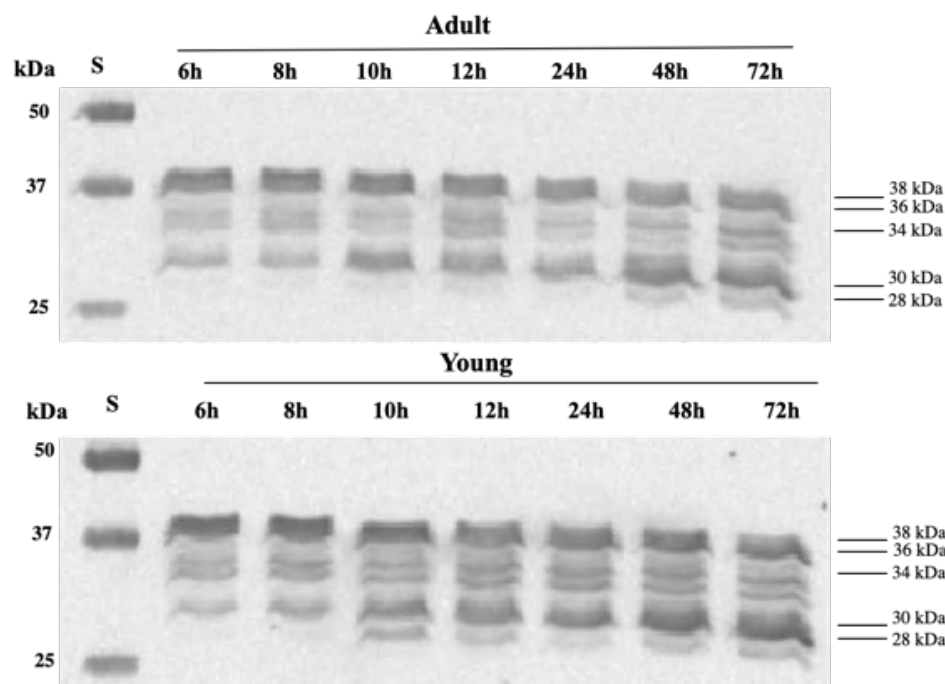 Adult
kDa S 6h 8h 10h 12h 24h 48h 72h
50
37
38 kDa
36 kDa
34 kDa
30 kDa
28 kDa
25
Young
kDa S 6h 8h 10h 12h 24h 48h 72h
50
37
38 kDa
36 kDa
34 kDa
30 kDa
28 kDa
25